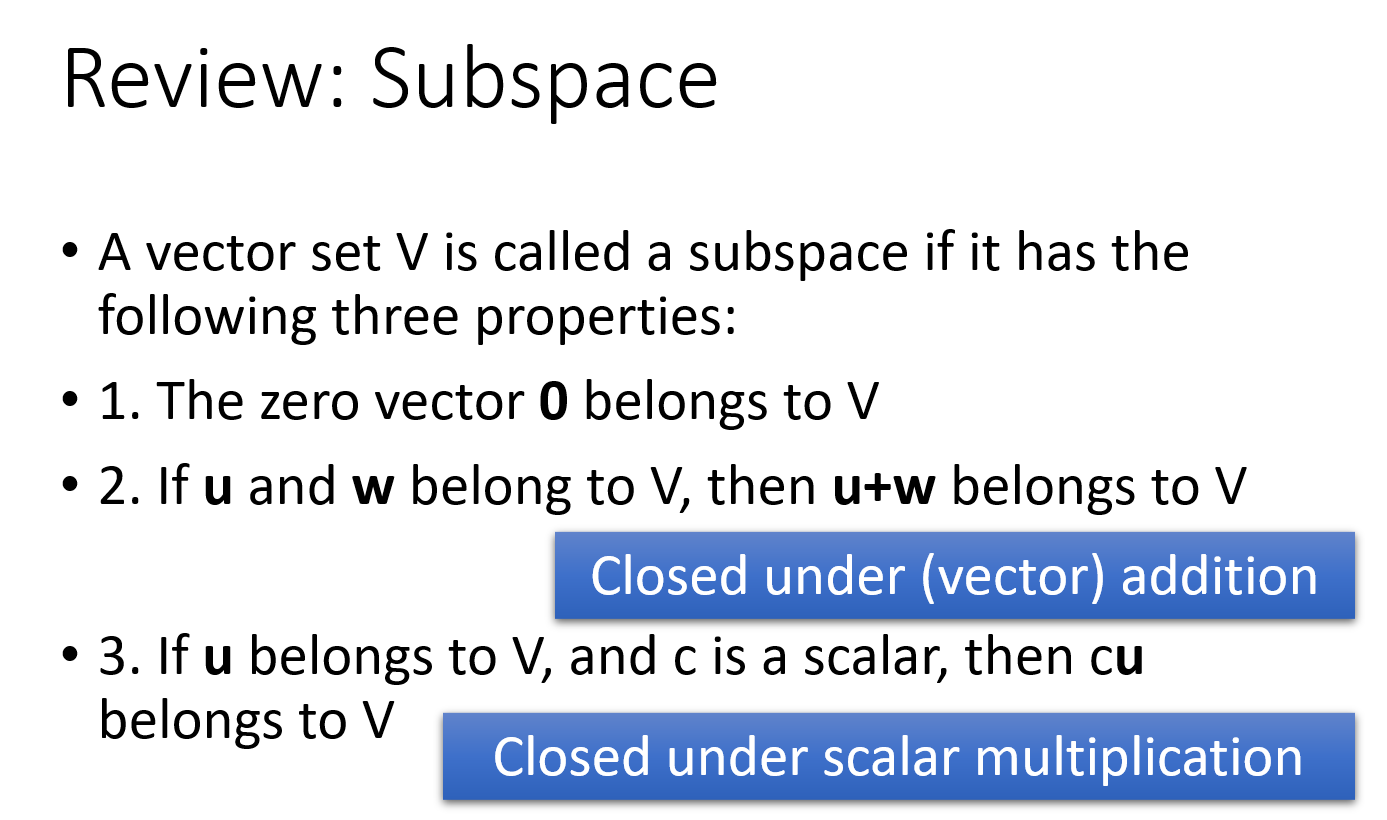 Review: Subspace
• A vector set V is called a subspace if it has the
following three properties:
• 1. The zero vector 0 belongs to V
• 2. If u and w belong to V, then u+w belongs to V
Closed under (vector) addition
• 3. If u belongs to V, and c is a scalar, then cu
belongs to V
Closed under scalar multiplication